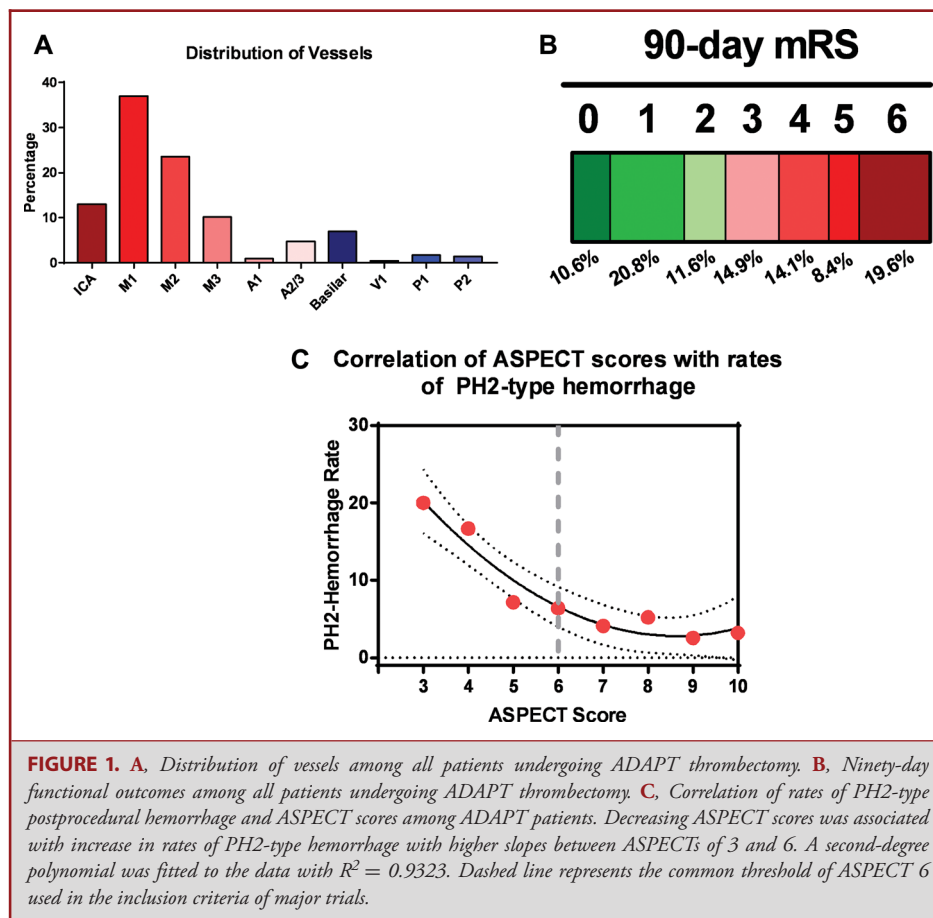 A
Distribution of Vessels
Percentage
40
30
20
10
0
ICA
M1
M2
M3
A1
A2/3
Basilar
V1
P1
P2
B
90-day mRS
0 1 2 3 4 5 6
10.6% 20.8% 11.6% 14.9% 14.1% 8.4% 19.6%
C Correlation of ASPECT scores with rates
of PH2-type hemorrhage
PH2-Hemorrhage Rate
30
20
10
0
3 4 5 6 7 8 9 10
ASPECT Score
FIGURE 1. A, Distribution of vessels among all patients undergoing ADAPT thrombectomy. B, Ninety-day
functional outcomes among all patients undergoing ADAPT thrombectomy. C, Correlation of rates of PH2-type
postprocedural hemorrhage and ASPECT scores among ADAPT patients. Decreasing ASPECT scores was associated
with increase in rates of PH2-type hemorrhage with higher slopes between ASPECTs of 3 and 6. A second-degree
polynomial was fitted to the data with R² = 0.9323. Dashed line represents the common threshold of ASPECT 6
used in the inclusion criteria of major trials.